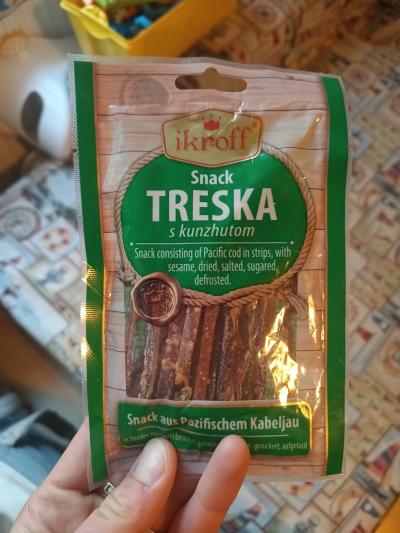 ikroff
Snack
TRESKA
s kunzhutom
Snack consisting of Pacific cod in strips, with
sesame, dried, salted, sugared,
defrosted.
Snack aus Pazifischem Kabeljau
gezuckert, aufgetaut